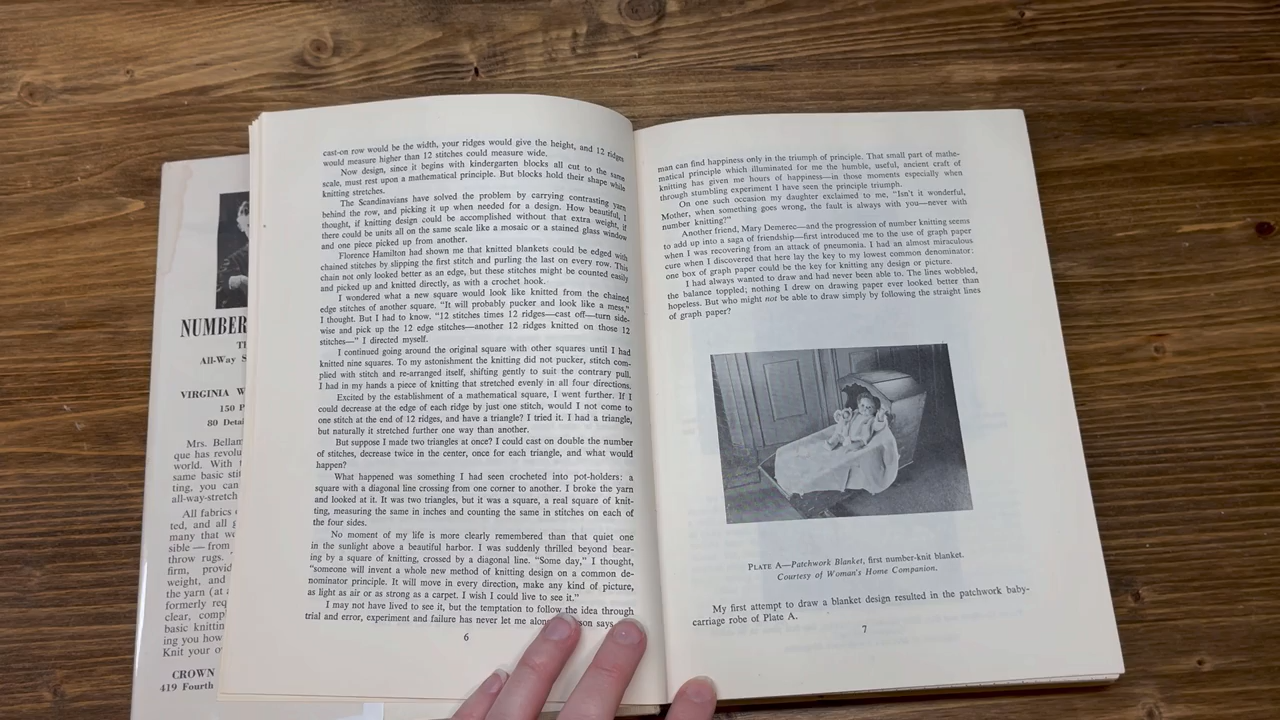 NUMBER
All-Way S
VIRGINIA W
150 P
80 Detai
Mrs. Bellam
que has revolu
world. With t
same basic stit
ting, you can
all-way-stretch
All fabrics
ted, and all g
many that we
sible — from
throw rugs.
firm, provid
weight, and
the yarn (at
formerly req
clear, comp
basic knittin
ing you how
Knit your o
CROWN
419 Fourth
cast-on row would be the width, your ridges would give the height, and 12 ridges
would measure higher than 12 stitches could measure wide.
Now design, since it begins with kindergarten blocks all cut to the same
scale, must rest upon a mathematical principle. But blocks hold their shape while
knitting stretches.
The Scandinavians have solved the problem by carrying contrasting yarn
behind the row, and picking it up when needed for a design. How beautiful, I
thought, if knitting design could be accomplished without that extra weight, if
there could be units all on the same scale like a mosaic or a stained glass window
and one piece picked up from another.
Florence Hamilton had shown me that knitted blankets could be edged with
chained stitches by slipping the first stitch and purling the last on every row. This
chain not only looked better as an edge, but these stitches might be counted easily
and picked up and knitted directly, as with a crochet hook.
I wondered what a new square would look like knitted from the chained
edge stitches of another square. “It will probably pucker and look like a mess,”
I thought. But I had to know. “12 stitches times 12 ridges—cast off—turn side-
wise and pick up the 12 edge stitches—another 12 ridges knitted on those 12
stitches—” I directed myself.
I continued going around the original square with other squares until I had
knitted nine squares. To my astonishment the knitting did not pucker, stitch com-
plied with stitch and re-arranged itself, shifting gently to suit the contrary pull.
I had in my hands a piece of knitting that stretched evenly in all four directions.
Excited by the establishment of a mathematical square, I went further. If I
could decrease at the edge of each ridge by just one stitch, would I not come to
one stitch at the end of 12 ridges, and have a triangle? I tried it. I had a triangle,
but naturally it stretched further one way than another.
But suppose I made two triangles at once? I could cast on double the number
of stitches, decrease twice in the center, once for each triangle, and what would
happen?
What happened was something I had seen crocheted into pot-holders: a
square with a diagonal line crossing from one corner to another. I broke the yarn
and looked at it. It was two triangles, but it was a square, a real square of knit-
ting, measuring the same in inches and counting the same in stitches on each of
the four sides.
No moment of my life is more clearly remembered than that quiet one
in the sunlight above a beautiful harbor. I was suddenly thrilled beyond bear-
ing by a square of knitting, crossed by a diagonal line. “Some day,” I thought,
“someone will invent a whole new method of knitting design on a common de-
nominator principle. It will move in every direction, make any kind of picture,
as light as air or as strong as a carpet. I wish I could live to see it.”
I may not have lived to see it, but the temptation to follow the idea through
trial and error, experiment and failure has never let me alone son says
6
man can find happiness only in the triumph of principle. That small part of mathe-
matical principle which illuminated for me the humble, useful, ancient craft of
knitting has given me hours of happiness—in those moments especially when
through stumbling experiment I have seen the principle triumph.
On one such occasion my daughter exclaimed to me, “Isn't it wonderful,
Mother, when something goes wrong, the fault is always with you—never with
number knitting?”
Another friend, Mary Demerec—and the progression of number knitting seems
to add up into a saga of friendship—first introduced me to the use of graph paper
when I was recovering from an attack of pneumonia. I had an almost miraculous
cure when I discovered that here lay the key to my lowest common denominator:
one box of graph paper could be the key for knitting any design or picture.
I had always wanted to draw and had never been able to. The lines wobbled,
the balance toppled; nothing I drew on drawing paper ever looked better than
hopeless. But who might not be able to draw simply by following the straight lines
of graph paper?
PLATE A—Patchwork Blanket, first number-knit blanket.
Courtesy of Woman's Home Companion.
My first attempt to draw a blanket design resulted in the patchwork baby-
carriage robe of Plate A.
7